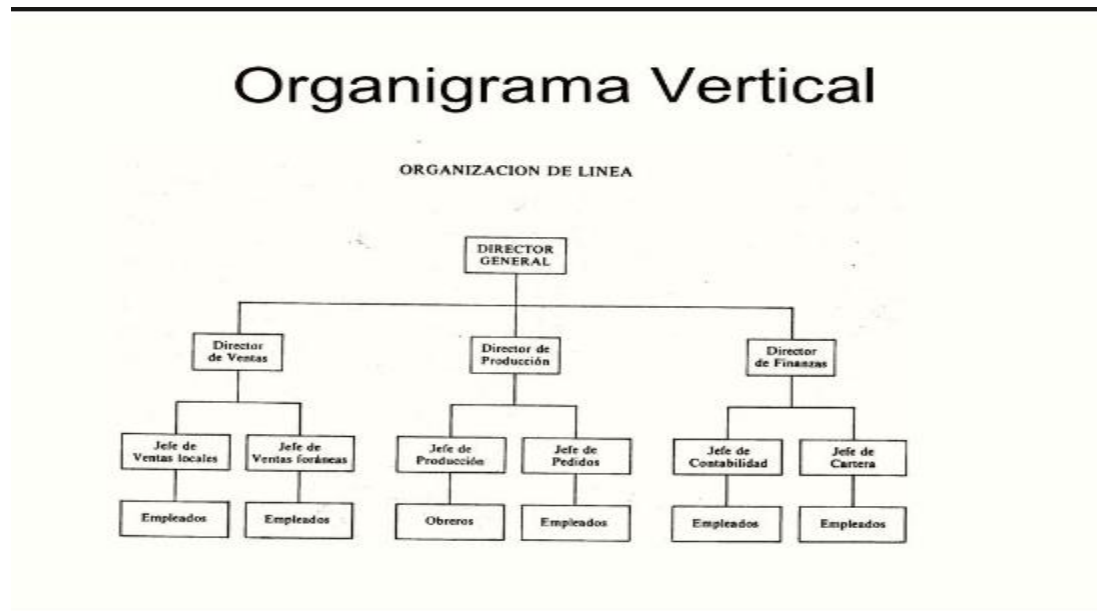 Organigrama Vertical
ORGANIZACION DE LINEA
DIRECTOR
GENERAL
Director
de Ventas
Director de
Producción
Director
de Finanzas
Jefe de
Ventas locales
Jefe de
Ventas foráneas
Jefe de
Producción
Jefe de
Pedidos
Jefe de
Contabilidad
Jefe de
Cartera
Empleados
Empleados
Obreros
Empleados
Empleados
Empleados